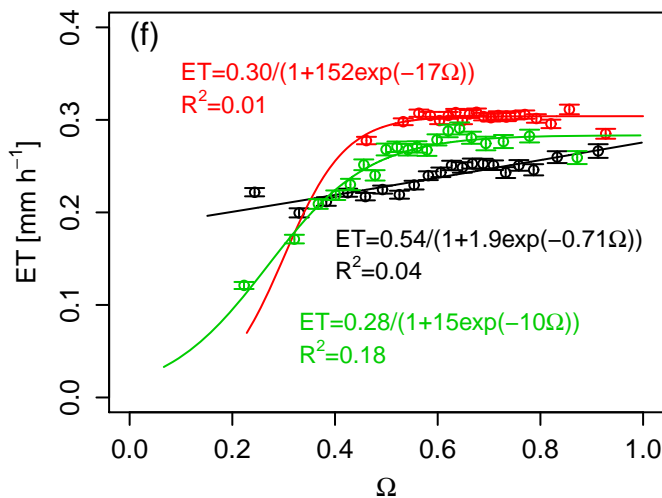 (f)
ET=0.30/(1+152exp(−17Ω))
R²=0.01
ET=0.54/(1+1.9exp(−0.71Ω))
R²=0.04
ET=0.28/(1+15exp(−10Ω))
R²=0.18
ET [mm h⁻¹]
0.4
0.3
0.2
0.1
0.0
0.0 0.2 0.4 0.6 0.8 1.0
Ω